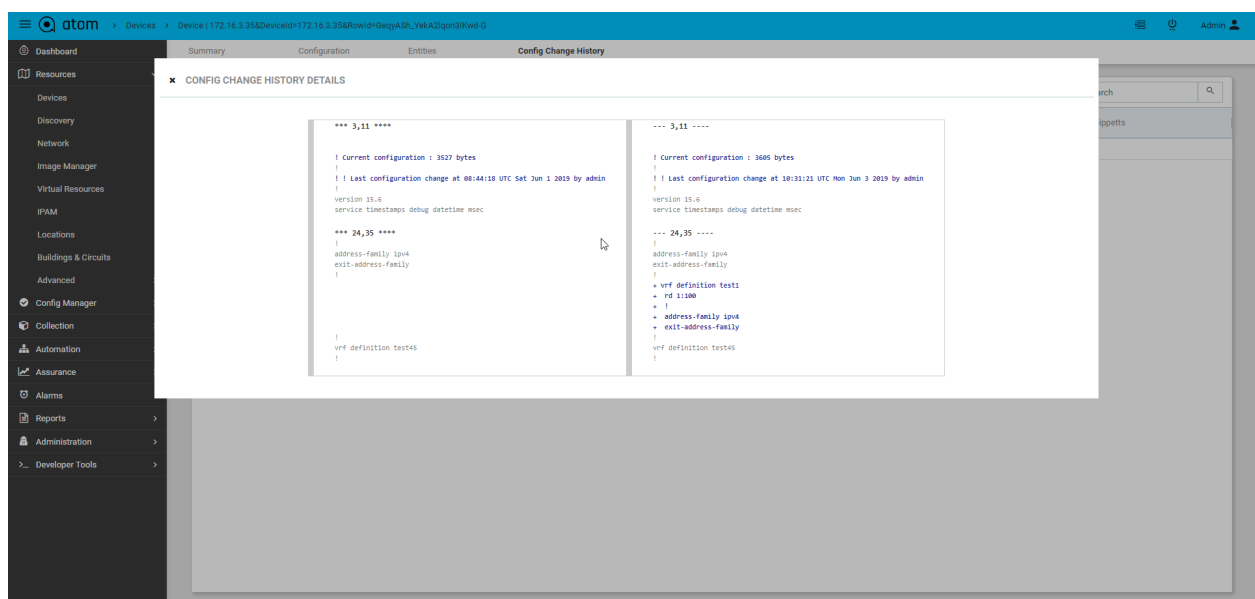 atom > Devices > Device | 172.16.3.35&DeviceId=172.16.3.35&RowId=GeqyASh_YekA2lqon3iKwd-G Admin
Dashboard
Resources
Devices
Discovery
Network
Image Manager
Virtual Resources
IPAM
Locations
Buildings & Circuits
Advanced
Config Manager
Collection
Automation
Assurance
Alarms
Reports
Administration
>_ Developer Tools
Summary Configuration Entities Config Change History
arch
ippetts
× CONFIG CHANGE HISTORY DETAILS
*** 3,11 ****
! Current configuration : 3527 bytes
!
! ! Last configuration change at 08:44:18 UTC Sat Jun 1 2019 by admin
!
version 15.6
service timestamps debug datetime msec
*** 24,35 ****
!
address-family ipv4
exit-address-family
!
!
vrf definition test45
!
--- 3,11 ----
! Current configuration : 3605 bytes
!
! ! Last configuration change at 10:31:21 UTC Mon Jun 3 2019 by admin
!
version 15.6
service timestamps debug datetime msec
--- 24,35 ----
!
address-family ipv4
exit-address-family
!
+ vrf definition test1
+ rd 1:100
+ !
+ address-family ipv4
+ exit-address-family
!
vrf definition test45
!